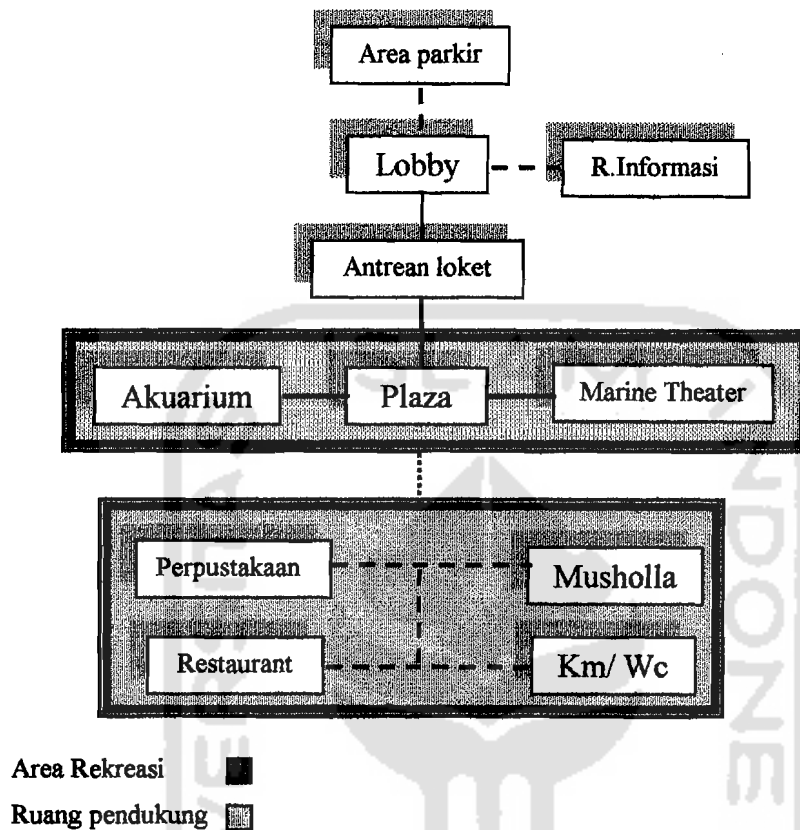 Area parkir
Lobby
R.Informasi
Antrean loket
Akuarium
Plaza
Marine Theater
Perpustakaan
Musholla
Restaurant
Km/ Wc
Area Rekreasi
Ruang pendukung